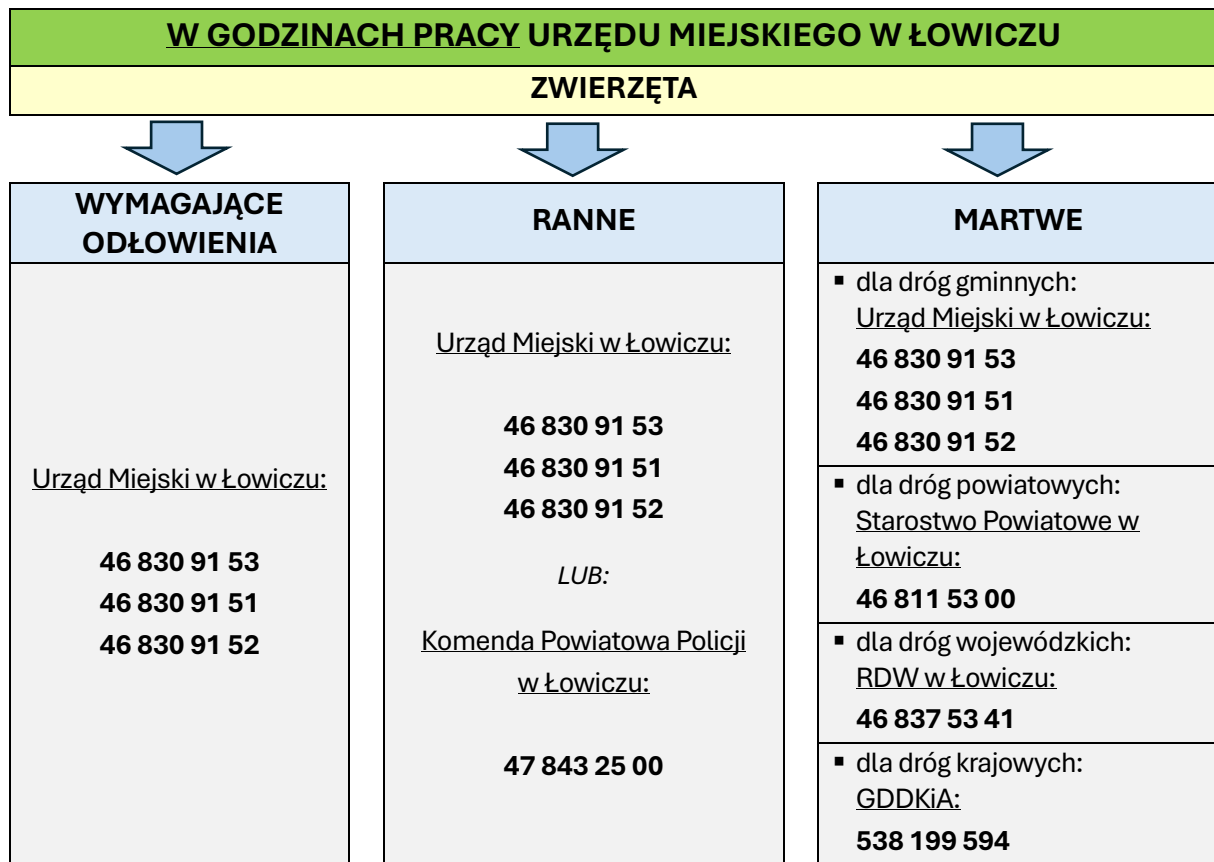 W GODZINACH PRACY URZĘDU MIEJSKIEGO W ŁOWICZU
ZWIERZĘTA
WYMAGAJĄCE
ODŁOWIENIA
Urząd Miejski w Łowiczu:
46 830 91 53
46 830 91 51
46 830 91 52
RANNE
Urząd Miejski w Łowiczu:
46 830 91 53
46 830 91 51
46 830 91 52
LUB:
Komenda Powiatowa Policji
w Łowiczu:
47 843 25 00
MARTWE
▪ dla dróg gminnych:
Urząd Miejski w Łowiczu:
46 830 91 53
46 830 91 51
46 830 91 52
▪ dla dróg powiatowych:
Starostwo Powiatowe w
Łowiczu:
46 811 53 00
▪ dla dróg wojewódzkich:
RDW w Łowiczu:
46 837 53 41
▪ dla dróg krajowych:
GDDKiA:
538 199 594